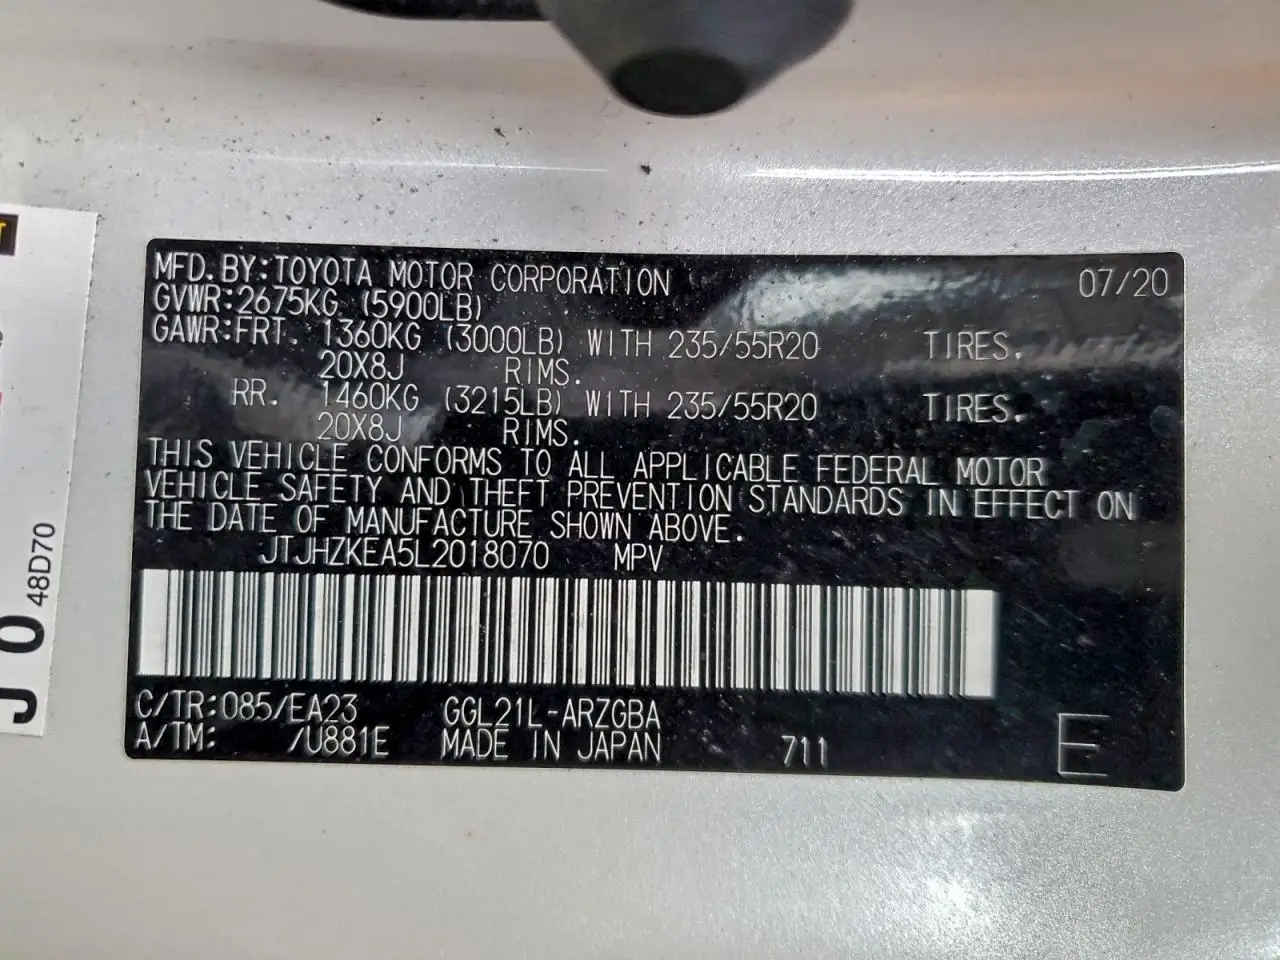 MFD.BY:TOYOTA MOTOR CORPORATION 07/20
GVWR:2675KG (5900LB)
GAWR:FRT. 1360KG (3000LB) WITH 235/55R20 TIRES.
20X8J RIMS.
RR. 1460KG (3215LB) WITH 235/55R20 TIRES.
20X8J RIMS.
THIS VEHICLE CONFORMS TO ALL APPLICABLE FEDERAL MOTOR
VEHICLE SAFETY AND THEFT PREVENTION STANDARDS IN EFFECT ON
THE DATE OF MANUFACTURE SHOWN ABOVE.
JTJHZKEA5L2018070 MPV
C/TR:085/EA23 GGL21L-ARZGBA
A/TM: /U881E MADE IN JAPAN 711 E
J 0
48D70